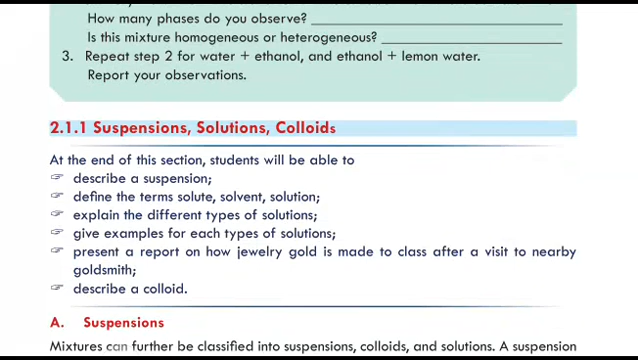 How many phases do you observe?
Is this mixture homogeneous or heterogeneous?
3. Repeat step 2 for water + ethanol, and ethanol + lemon water.
Report your observations.
2.1.1 Suspensions, Solutions, Colloids
At the end of this section, students will be able to
☞ describe a suspension;
☞ define the terms solute, solvent, solution;
☞ explain the different types of solutions;
☞ give examples for each types of solutions;
☞ present a report on how jewelry gold is made to class after a visit to nearby
goldsmith;
☞ describe a colloid.
A. Suspensions
Mixtures can further be classified into suspensions, colloids, and solutions. A suspension